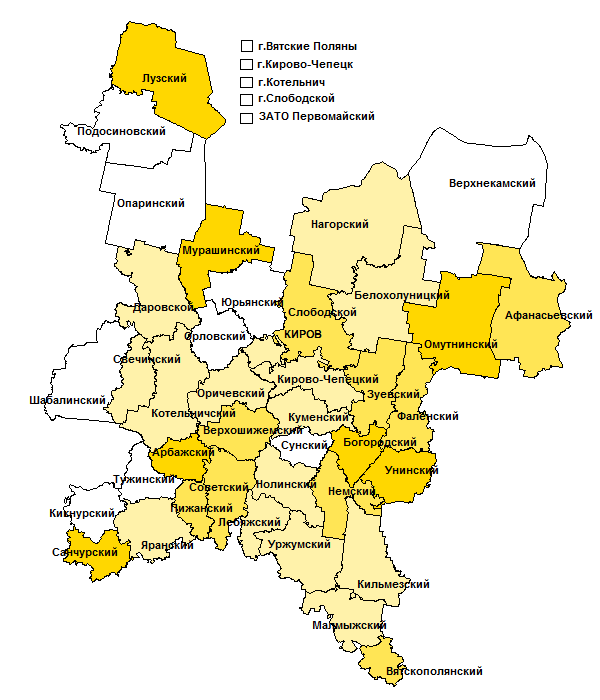 г.Вятские Поляны
г.Кирово-Чепецк
г.Котельнич
г.Слободской
ЗАТО Первомайский
Лузский
Подосиновский
Опаринский
Верхнекамский
Нагорский
Мурашинский
Белохолуницкий
Юрьянский
Даровской
Слободской
Афанасьевский
Орловский
КИРОВ
Омутнинский
Свечинский
Кирово-Чепецкий
Оричевский
Зуевский
Шабалинский
Котельничский
Куменский
Фаленский
Верхошижемский
Сунский
Богородский
Арбажский
Унинский
Тужинский
Советский
Нолинский
Немский
Пижанский
Кикнурский
Лебяжский
Яранский
Уржумский
Санчурский
Кильмезский
Малмыжский
Вятскополянский